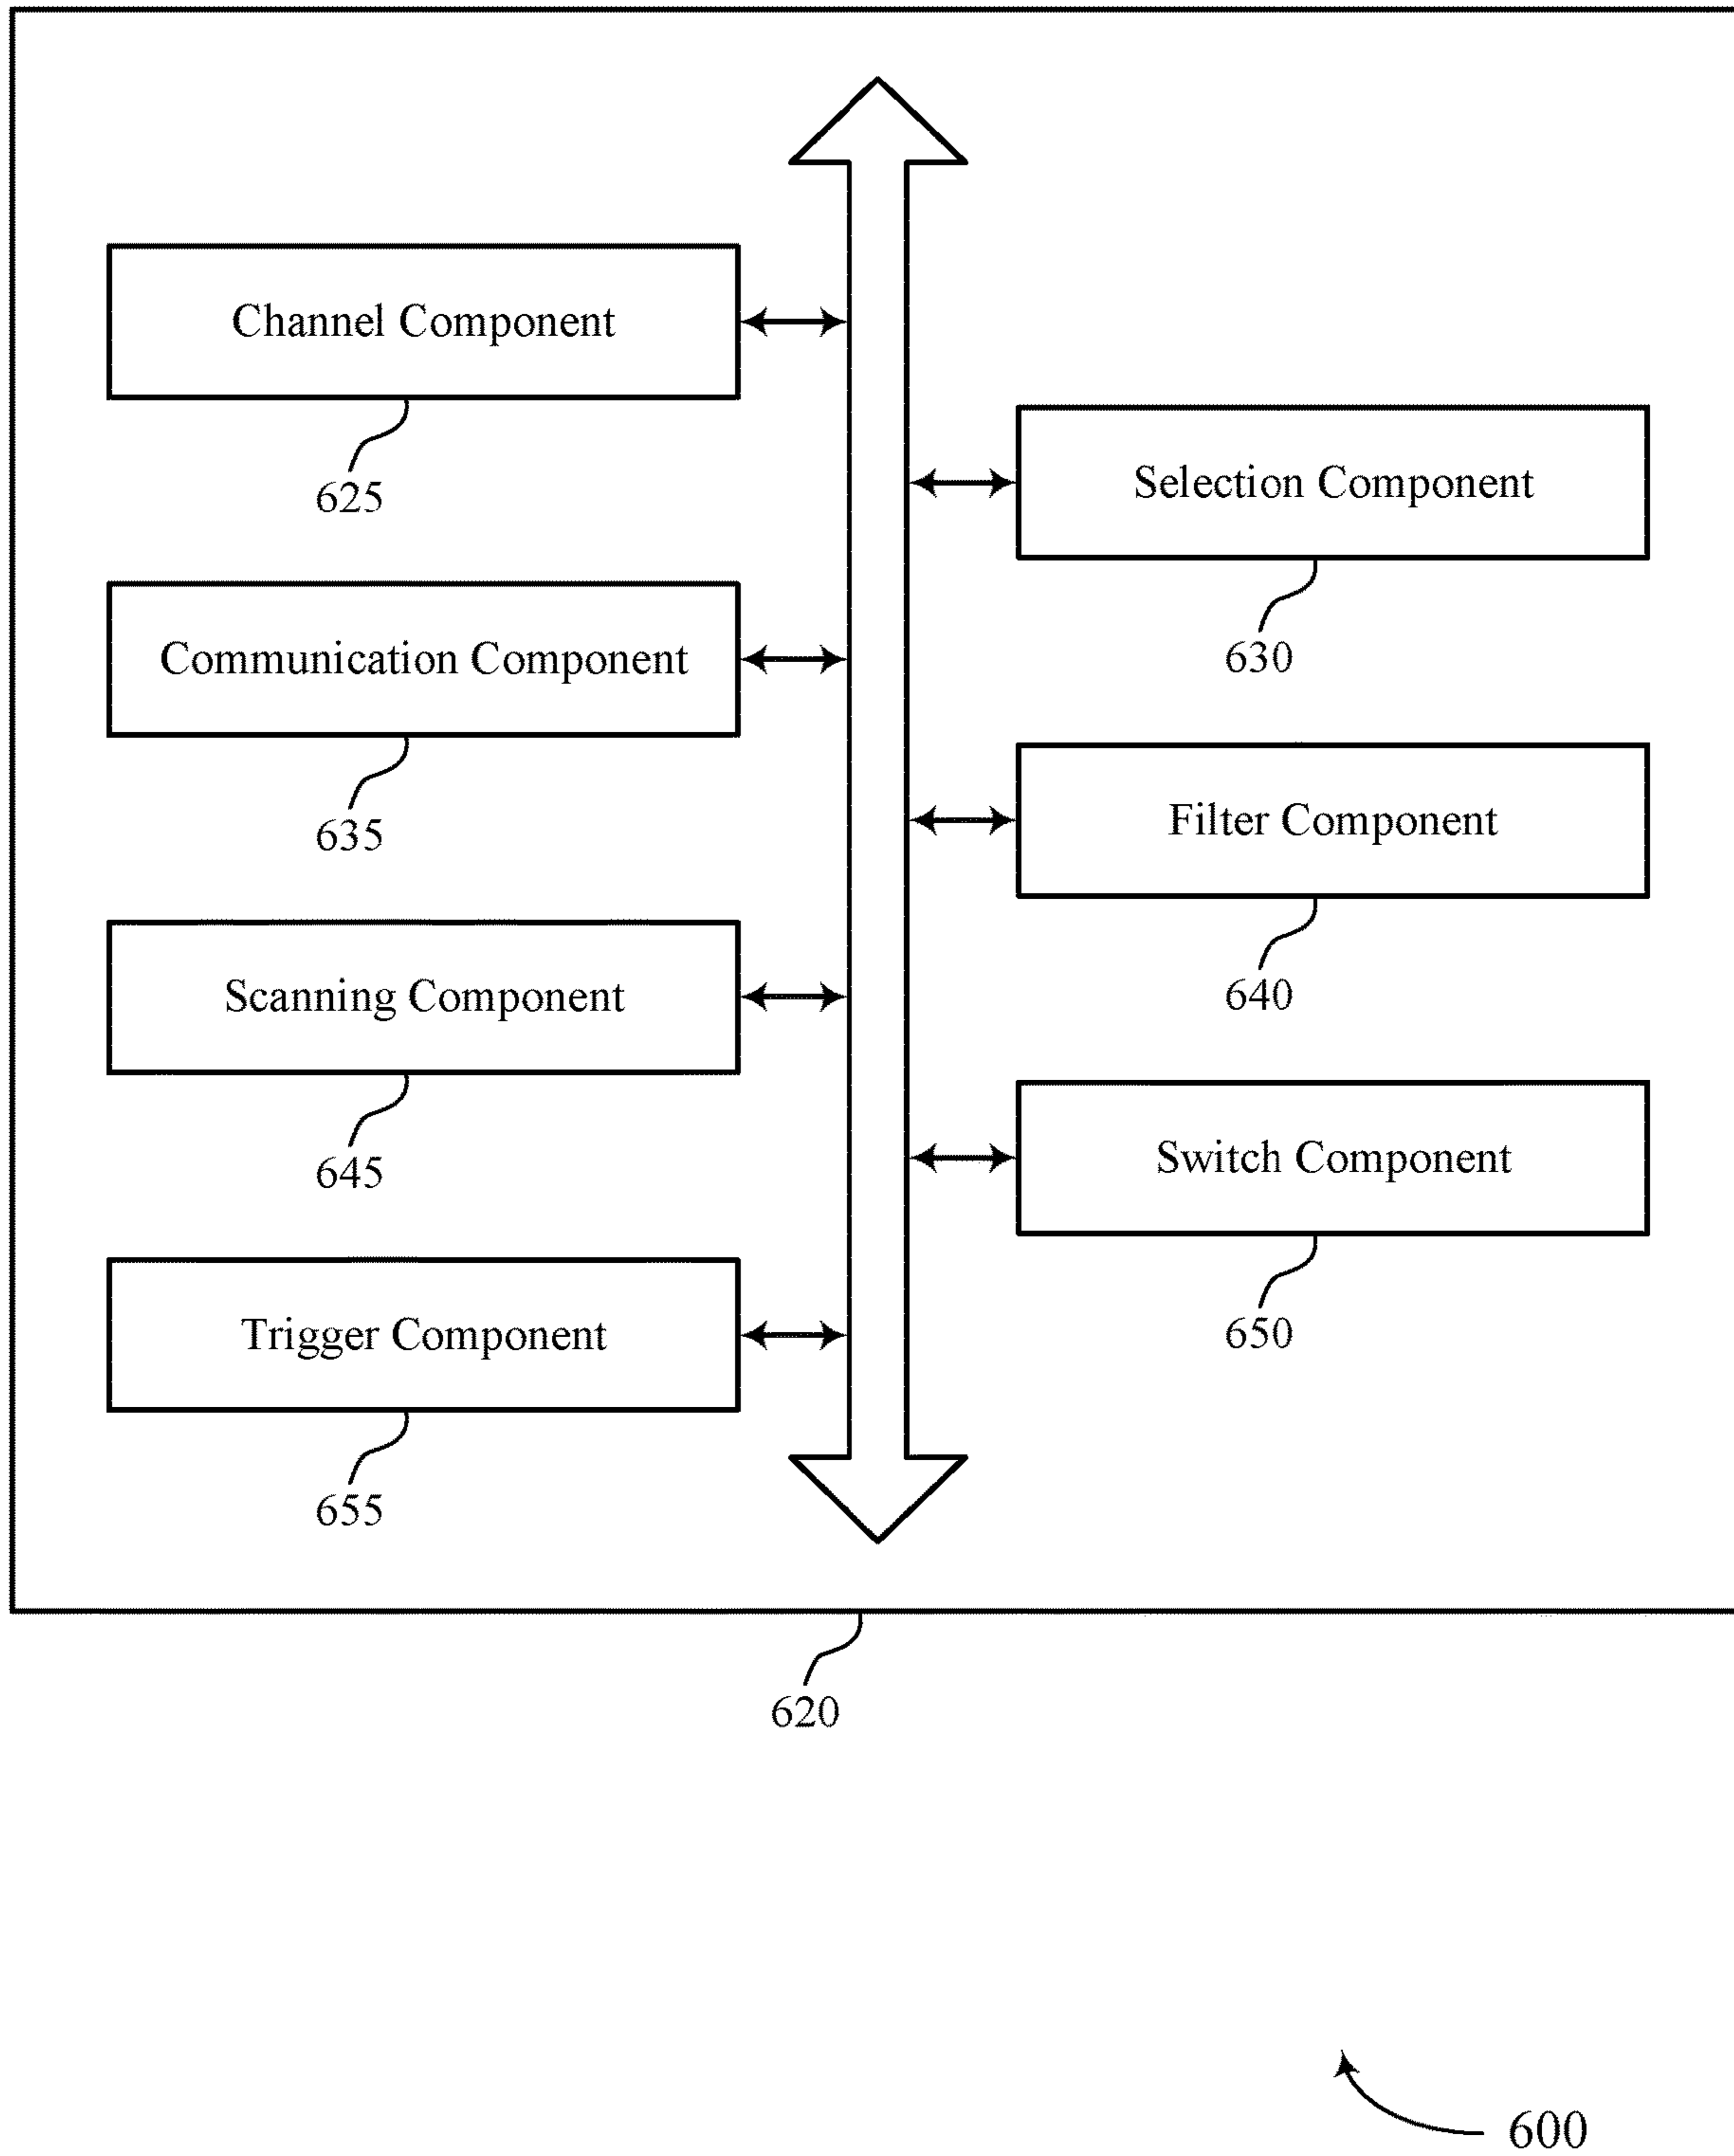 Channel Component
625
Selection Component
630
Communication Component
635
Filter Component
640
Scanning Component
645
Switch Component
650
Trigger Component
655
620
600